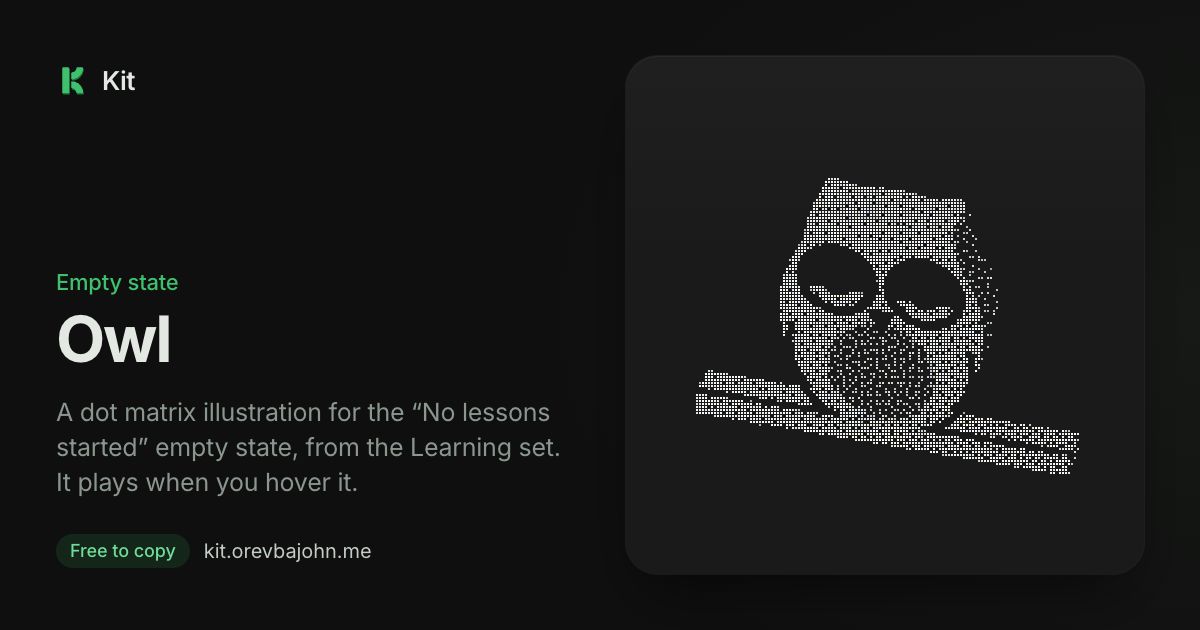 Kit
Empty state
Owl
A dot matrix illustration for the “No lessons
started” empty state, from the Learning set.
It plays when you hover it.
Free to copy
kit.orevbajohn.me